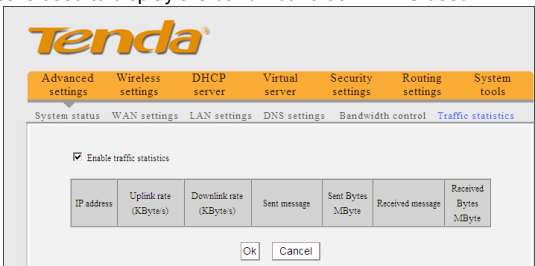 Tenda
Advanced settings Wireless settings DHCP server Virtual server Security settings Routing settings System tools
System status WAN settings LAN settings DNS settings Bandwidth control Traffic statistics
Enable traffic statistics
IP address Uplink rate (KByte/s) Downlink rate (KByte/s) Sent message Sent Bytes MByte Received message Received Bytes MByte
Ok Cancel